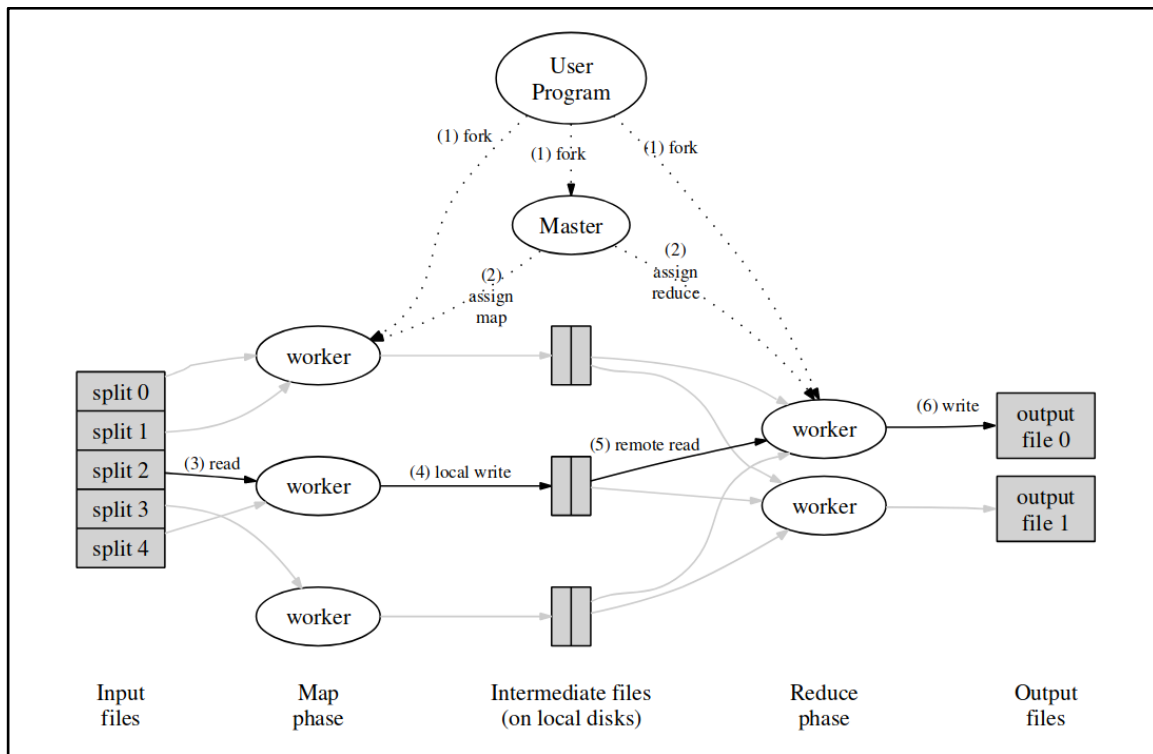 User
Program
(1) fork
(1) fork
(1) fork
Master
(2)
assign
map
(2)
assign
reduce
worker
split 0
split 1
split 2
split 3
split 4
(3) read
worker
(4) local write
worker
(5) remote read
worker
(6) write
output
file 0
worker
output
file 1
Input
files
Map
phase
Intermediate files
(on local disks)
Reduce
phase
Output
files